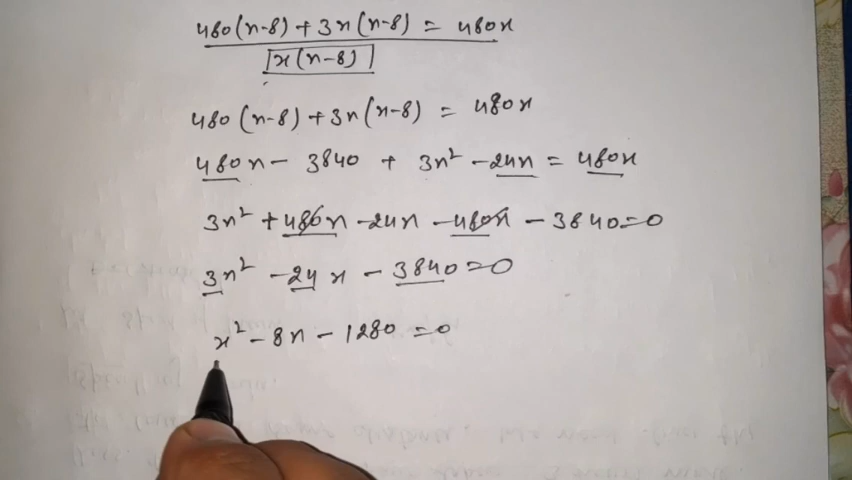 480(x-8) + 3x(x-8) = 480x
x(x-8)
480(x-8) + 3x(x-8) = 480x
480x - 3840 + 3x² - 24x = 480x
3x² + 480x - 24x - 480x - 3840 = 0
3x² - 24x - 3840 = 0
x² - 8x - 1280 = 0